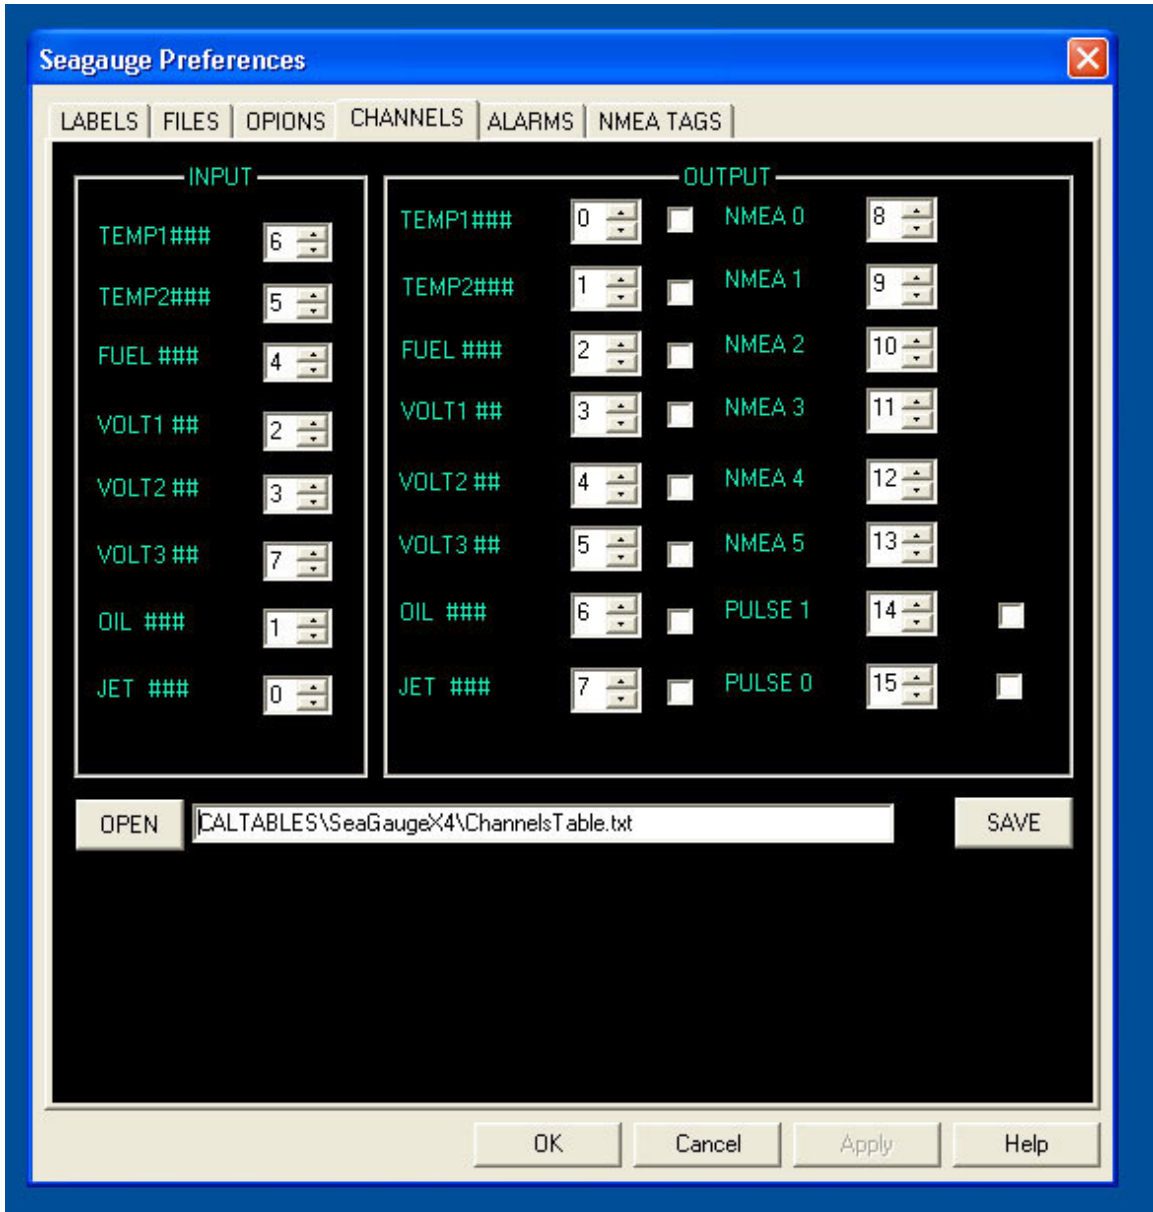 Seagauge Preferences
LABELS FILES OPIONS CHANNELS ALARMS NMEA TAGS
INPUT
TEMP1### 6
TEMP2### 5
FUEL ### 4
VOLT1 ## 2
VOLT2 ## 3
VOLT3 ## 7
OIL ### 1
JET ### 0
OUTPUT
TEMP1### 0 NMEA 0 8
TEMP2### 1 NMEA 1 9
FUEL ### 2 NMEA 2 10
VOLT1 ## 3 NMEA 3 11
VOLT2 ## 4 NMEA 4 12
VOLT3 ## 5 NMEA 5 13
OIL ### 6 PULSE 1 14
JET ### 7 PULSE 0 15
OPEN CALTABLES\SeaGaugeX4\ChannelsTable.txt SAVE
OK Cancel Apply Help